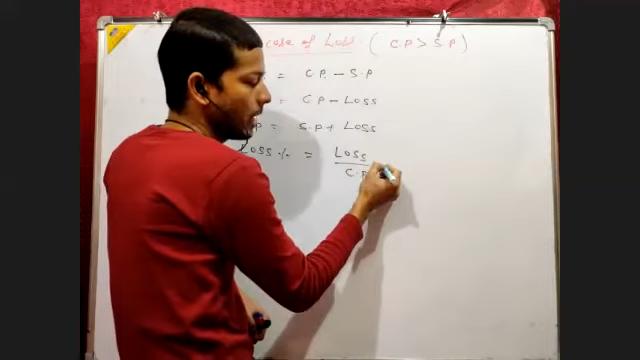 case of Loss ( C.P > S.P )
= C.P. - S.P
= C.P - Loss
P = S.P + Loss
Loss % = Loss / C.P